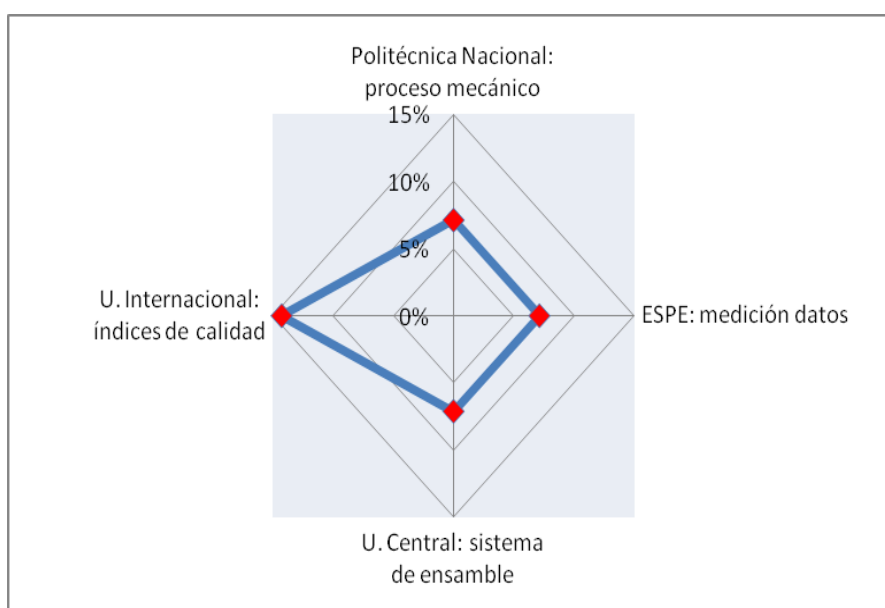 Politécnica Nacional:
proceso mecánico
15%
10%
5%
0%
U. Internacional:
índices de calidad
ESPE: medición datos
U. Central: sistema
de ensamble